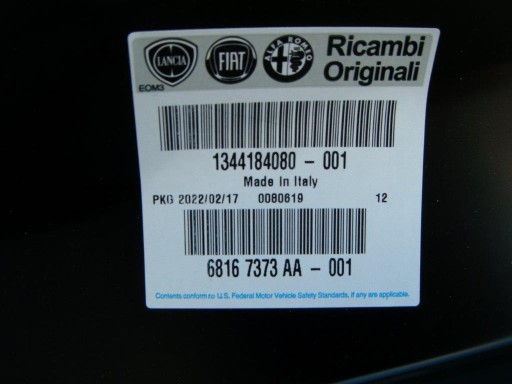 LANCIA FIAT ALFA ROMEO Ricambi
Originali
EOM3
1344184080 - 001
Made In Italy
PKG 2022/02/17 0080619 12
6816 7373 AA - 001
Contents conform to U.S. Federal Motor Vehicle Safety Standards, if they are applicable.